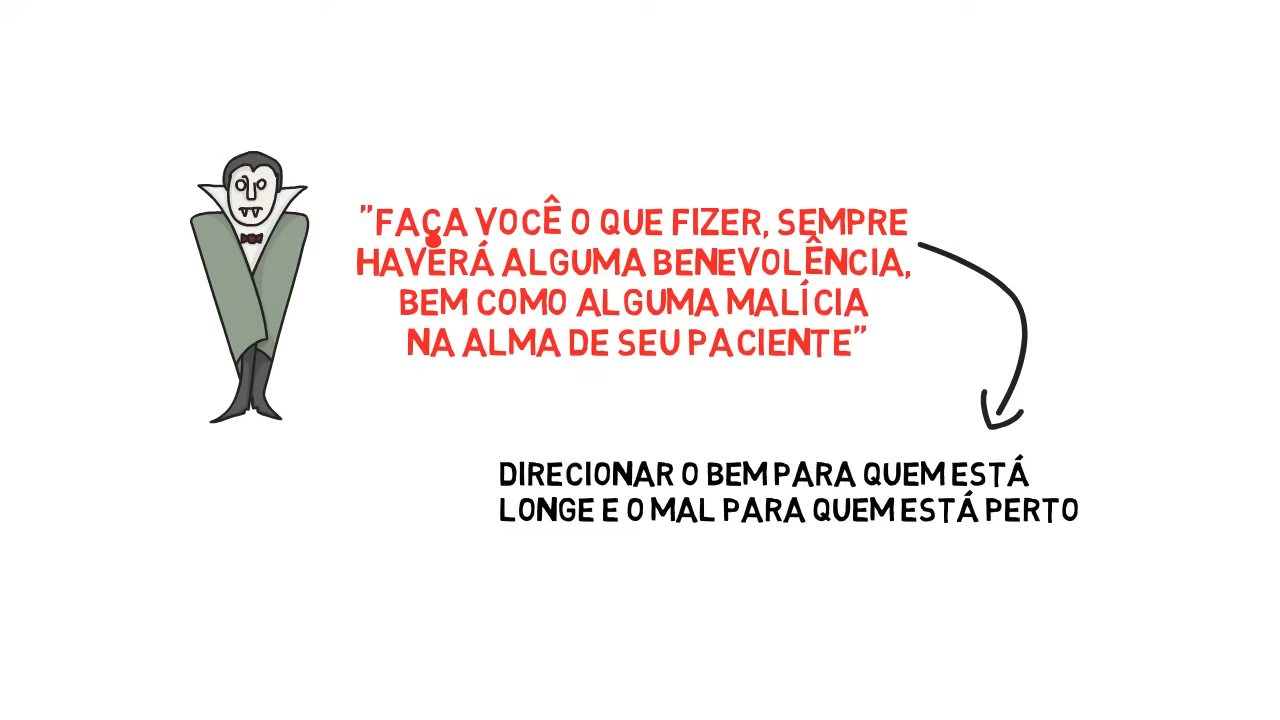 "FAÇA VOCÊ O QUE FIZER, SEMPRE
HAVERÁ ALGUMA BENEVOLÊNCIA,
BEM COMO ALGUMA MALÍCIA
NA ALMA DE SEU PACIENTE"
DIRECIONAR O BEM PARA QUEM ESTÁ
LONGE E O MAL PARA QUEM ESTÁ PERTO